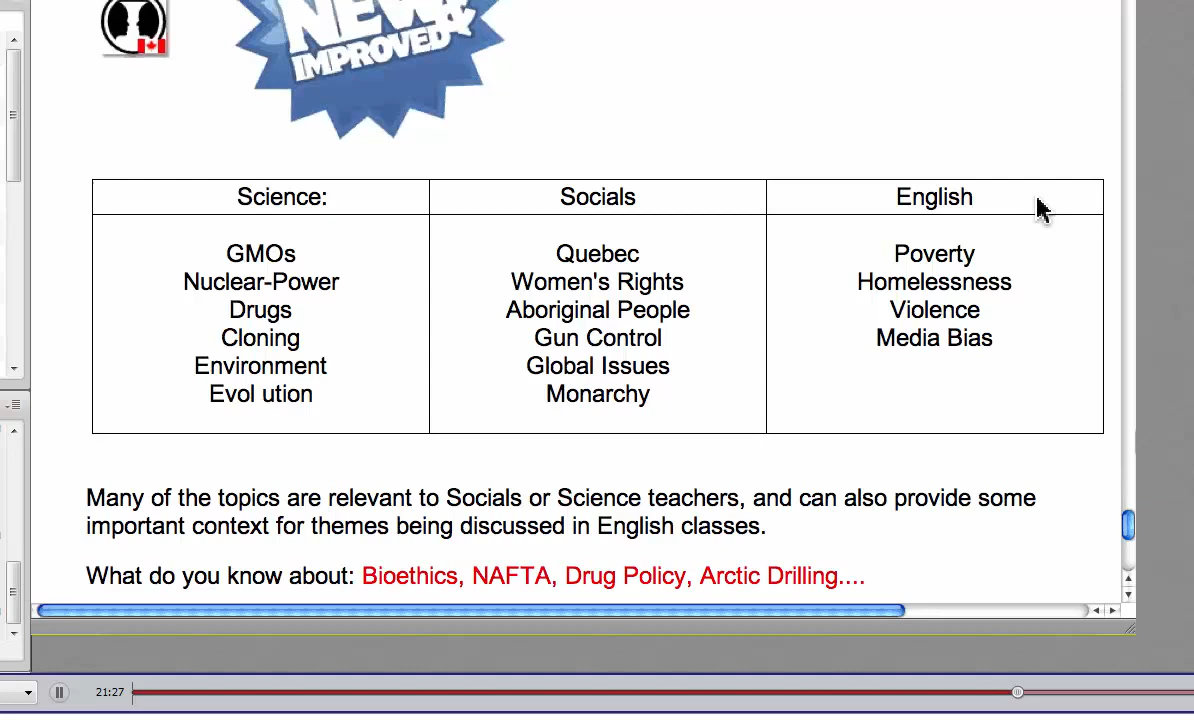 NEW &
IMPROVED
Science: Socials English
GMOs Quebec Poverty
Nuclear-Power Women's Rights Homelessness
Drugs Aboriginal People Violence
Cloning Gun Control Media Bias
Environment Global Issues
Evol ution Monarchy
Many of the topics are relevant to Socials or Science teachers, and can also provide some
important context for themes being discussed in English classes.
What do you know about: Bioethics, NAFTA, Drug Policy, Arctic Drilling....
21:27